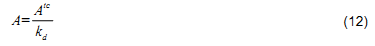 A = A^{tc} / k_d (12)